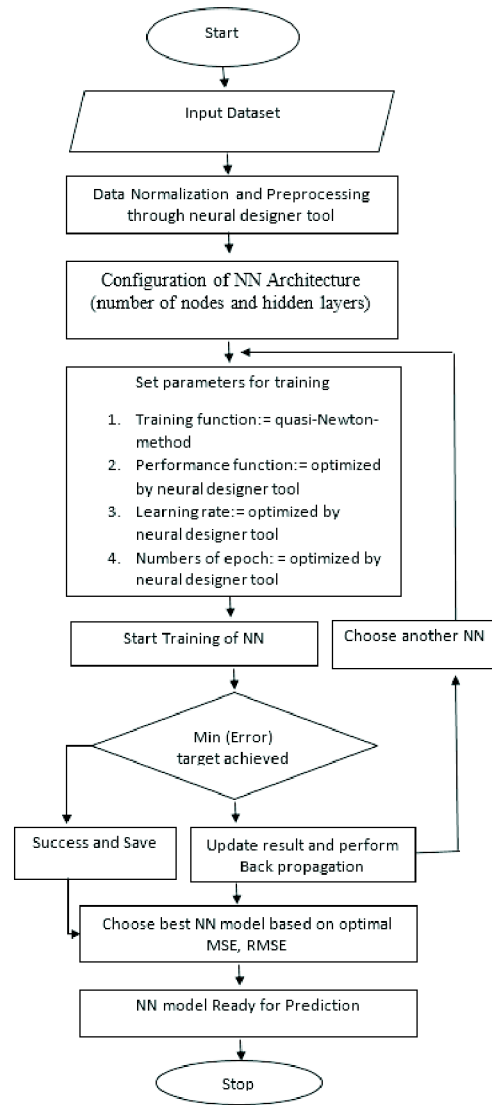 Start
Input Dataset
Data Normalization and Preprocessing
through neural designer tool
Configuration of NN Architecture
(number of nodes and hidden layers)
Set parameters for training
1. Training function:= quasi-Newton-
method
2. Performance function:= optimized
by neural designer tool
3. Learning rate:= optimized by
neural designer tool
4. Numbers of epoch: = optimized by
neural designer tool
Start Training of NN
Choose another NN
Min (Error)
target achieved
Success and Save
Update result and perform
Back propagation
Choose best NN model based on optimal
MSE, RMSE
NN model Ready for Prediction
Stop